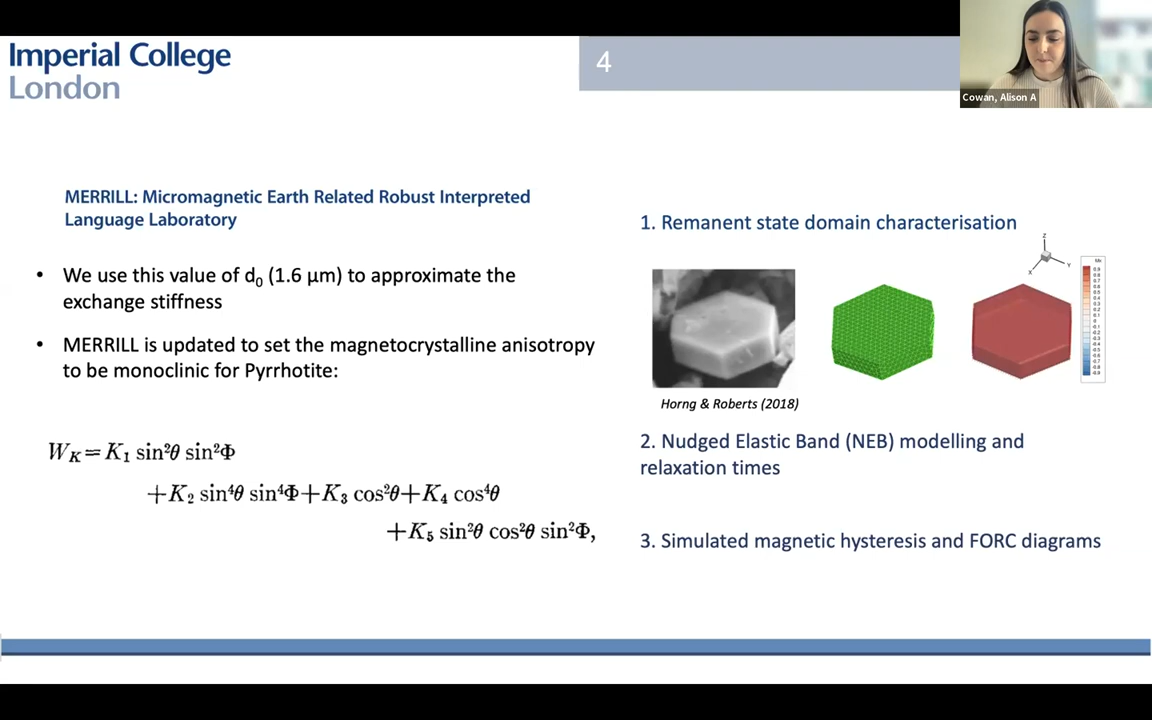 Imperial College
London
4
Cowan, Alison A
MERRILL: Micromagnetic Earth Related Robust Interpreted
Language Laboratory
• We use this value of d₀ (1.6 μm) to approximate the
exchange stiffness
• MERRILL is updated to set the magnetocrystalline anisotropy
to be monoclinic for Pyrrhotite:
W_K = K₁ sin²θ sin²Φ
+K₂ sin⁴θ sin⁴Φ+K₃ cos²θ+K₄ cos⁴θ
+K₅ sin²θ cos²θ sin²Φ,
1. Remanent state domain characterisation
Z
Y
X
Horng & Roberts (2018)
2. Nudged Elastic Band (NEB) modelling and
relaxation times
3. Simulated magnetic hysteresis and FORC diagrams